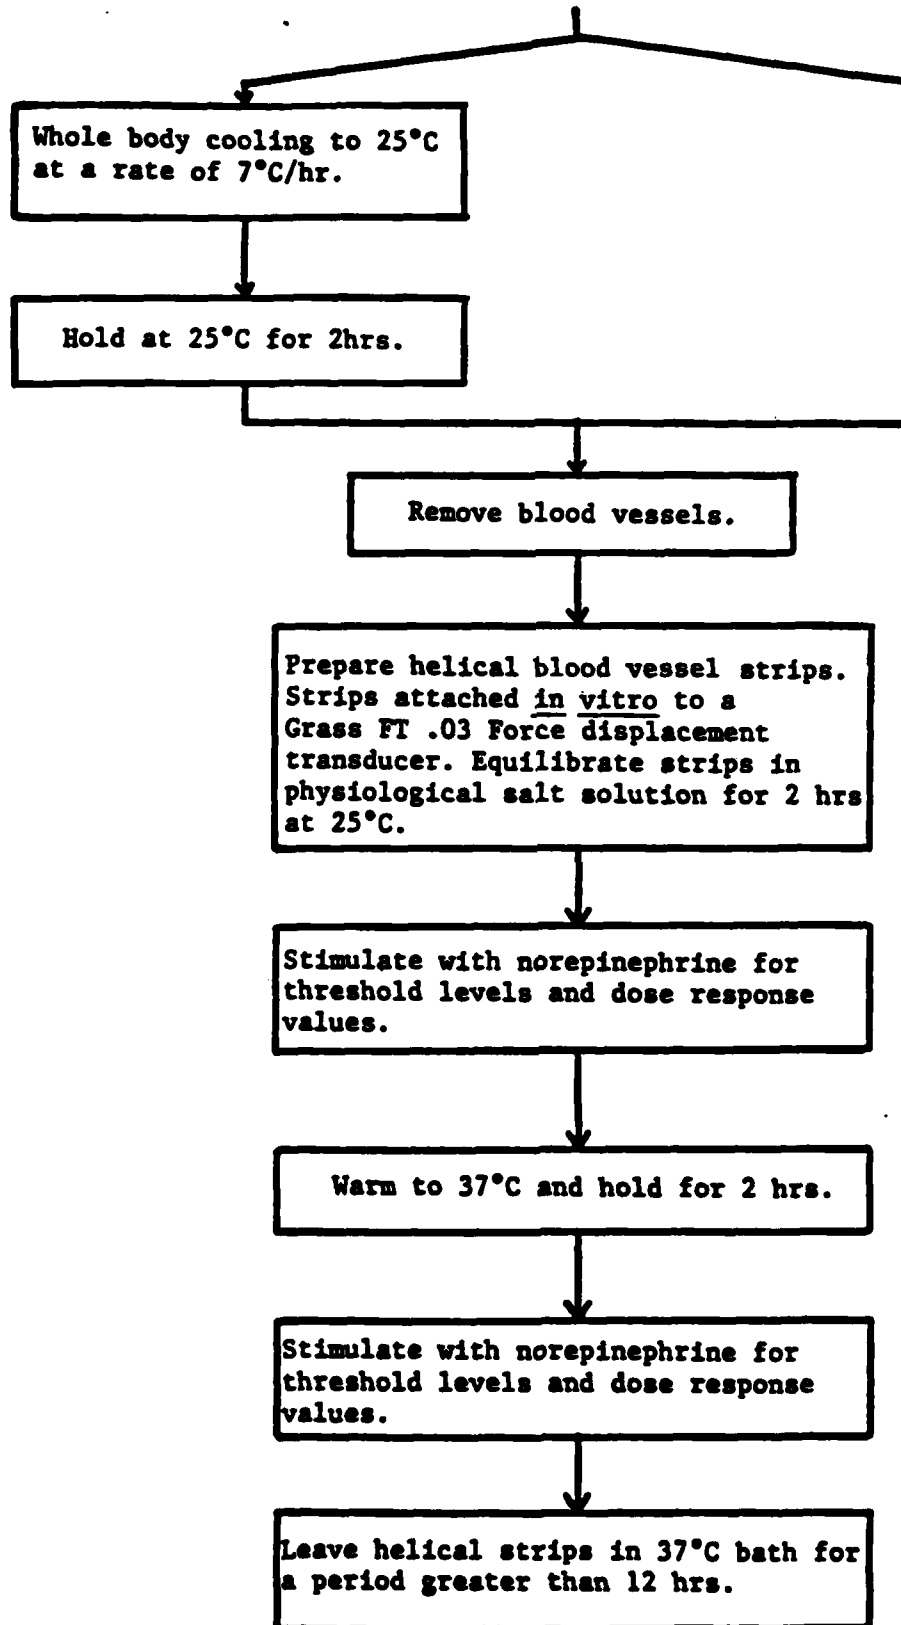 Whole body cooling to 25°C
at a rate of 7°C/hr.
Hold at 25°C for 2hrs.
Remove blood vessels.
Prepare helical blood vessel strips.
Strips attached in vitro to a
Grass FT .03 Force displacement
transducer. Equilibrate strips in
physiological salt solution for 2 hrs
at 25°C.
Stimulate with norepinephrine for
threshold levels and dose response
values.
Warm to 37°C and hold for 2 hrs.
Stimulate with norepinephrine for
threshold levels and dose response
values.
Leave helical strips in 37°C bath for
a period greater than 12 hrs.